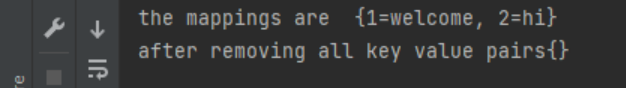 the mappings are  {1=welcome, 2=hi}
after removing all key value pairs{}